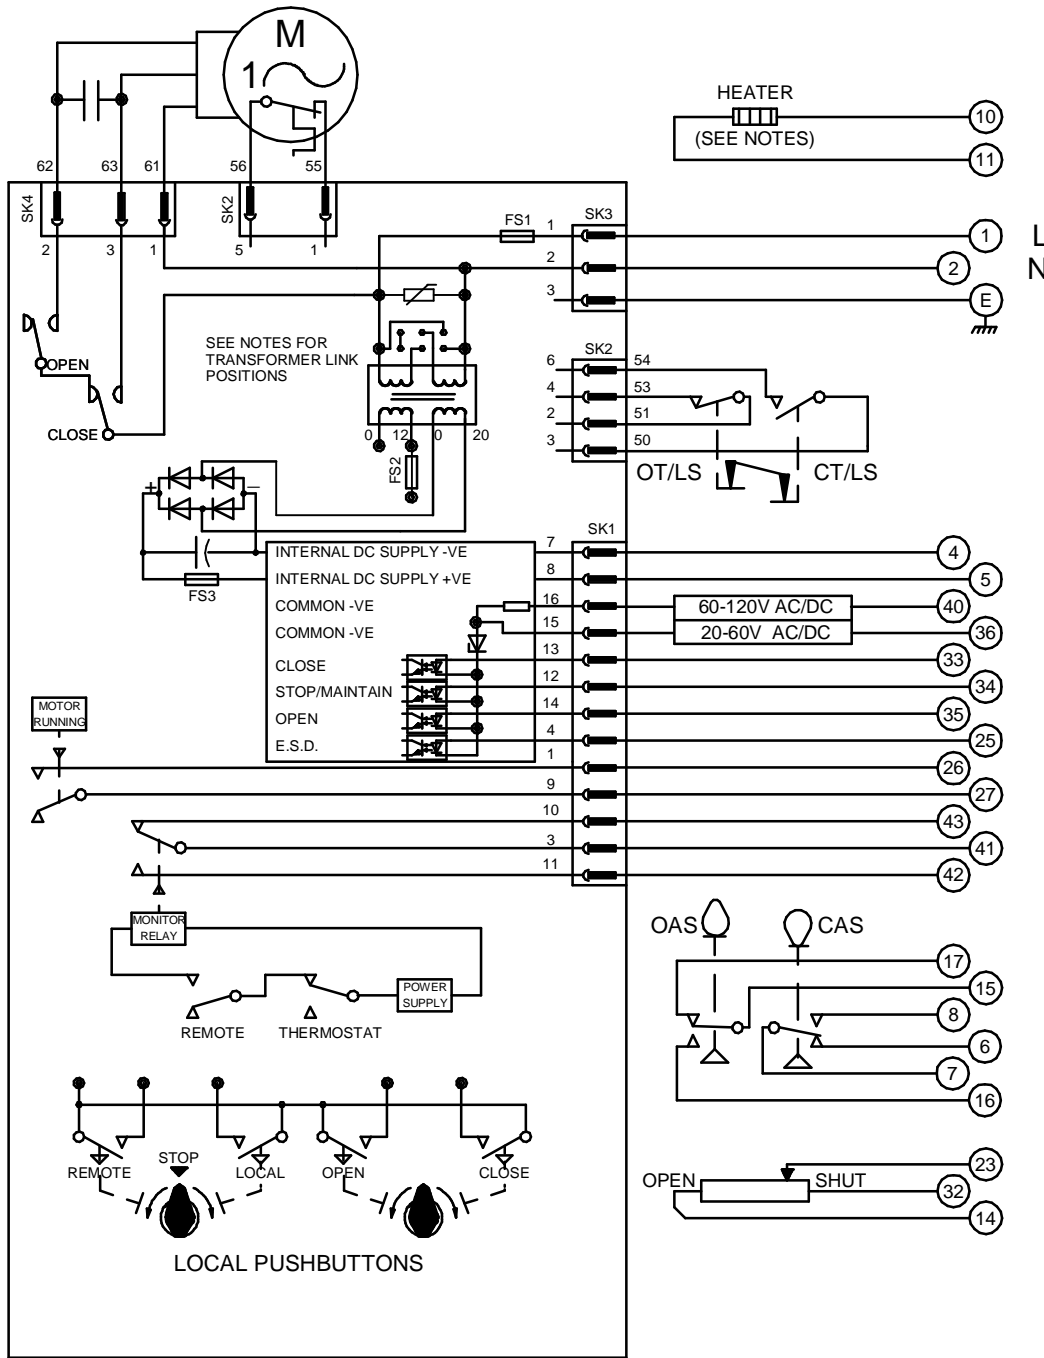 M
1
HEATER
10
(SEE NOTES)
11
62 63 61 56 55
SK4
SK2
2 3 1 5 1
FS1
SK3
1
1
L
2
2
N
3
E
SEE NOTES FOR
TRANSFORMER LINK
POSITIONS
OPEN
CLOSE
0 12 0 20
FS2
SK2
6 54
4 53
2 51
3 50
OT/LS
CT/LS
+
–
FS3
SK1
INTERNAL DC SUPPLY -VE 7 4
INTERNAL DC SUPPLY +VE 8 5
COMMON -VE 16 60-120V AC/DC 40
COMMON -VE 15 20-60V AC/DC 36
CLOSE 13 33
STOP/MAINTAIN 12 34
OPEN 14 35
E.S.D. 4 25
MOTOR
RUNNING
1 26
9 27
10 43
3 41
11 42
MONITOR
RELAY
REMOTE
THERMOSTAT
POWER
SUPPLY
OAS
CAS
17
15
8
6
7
16
REMOTE
STOP
LOCAL
OPEN
CLOSE
LOCAL PUSHBUTTONS
OPEN
SHUT
23
32
14